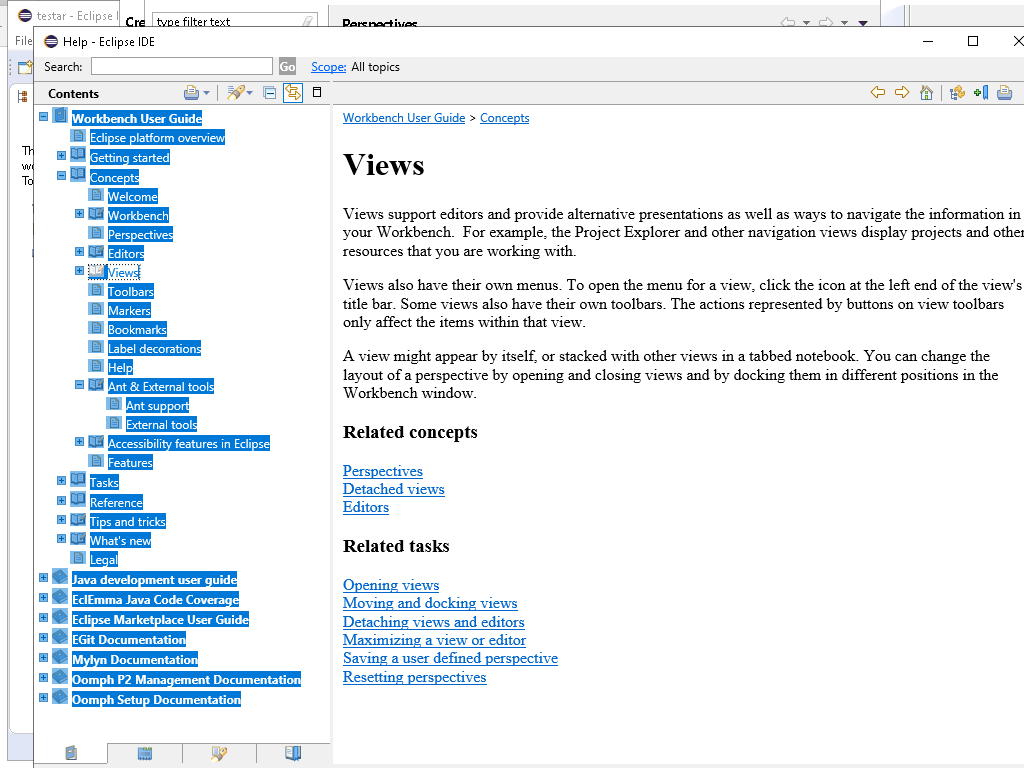 testar - Eclipse I
Cre
type filter text
Perspectives
File
Help - Eclipse IDE
Search:
Go
Scope: All topics
Contents
Workbench User Guide
Eclipse platform overview
Getting started
Concepts
Welcome
Workbench
Perspectives
Editors
Views
Toolbars
Markers
Bookmarks
Label decorations
Help
Ant & External tools
Ant support
External tools
Accessibility features in Eclipse
Features
Tasks
Reference
Tips and tricks
What's new
Legal
Java development user guide
EclEmma Java Code Coverage
Eclipse Marketplace User Guide
EGit Documentation
Mylyn Documentation
Oomph P2 Management Documentation
Oomph Setup Documentation
Th
wo
To
Workbench User Guide > Concepts
Views
Views support editors and provide alternative presentations as well as ways to navigate the information in
your Workbench. For example, the Project Explorer and other navigation views display projects and other
resources that you are working with.
Views also have their own menus. To open the menu for a view, click the icon at the left end of the view's
title bar. Some views also have their own toolbars. The actions represented by buttons on view toolbars
only affect the items within that view.
A view might appear by itself, or stacked with other views in a tabbed notebook. You can change the
layout of a perspective by opening and closing views and by docking them in different positions in the
Workbench window.
Related concepts
Perspectives
Detached views
Editors
Related tasks
Opening views
Moving and docking views
Detaching views and editors
Maximizing a view or editor
Saving a user defined perspective
Resetting perspectives